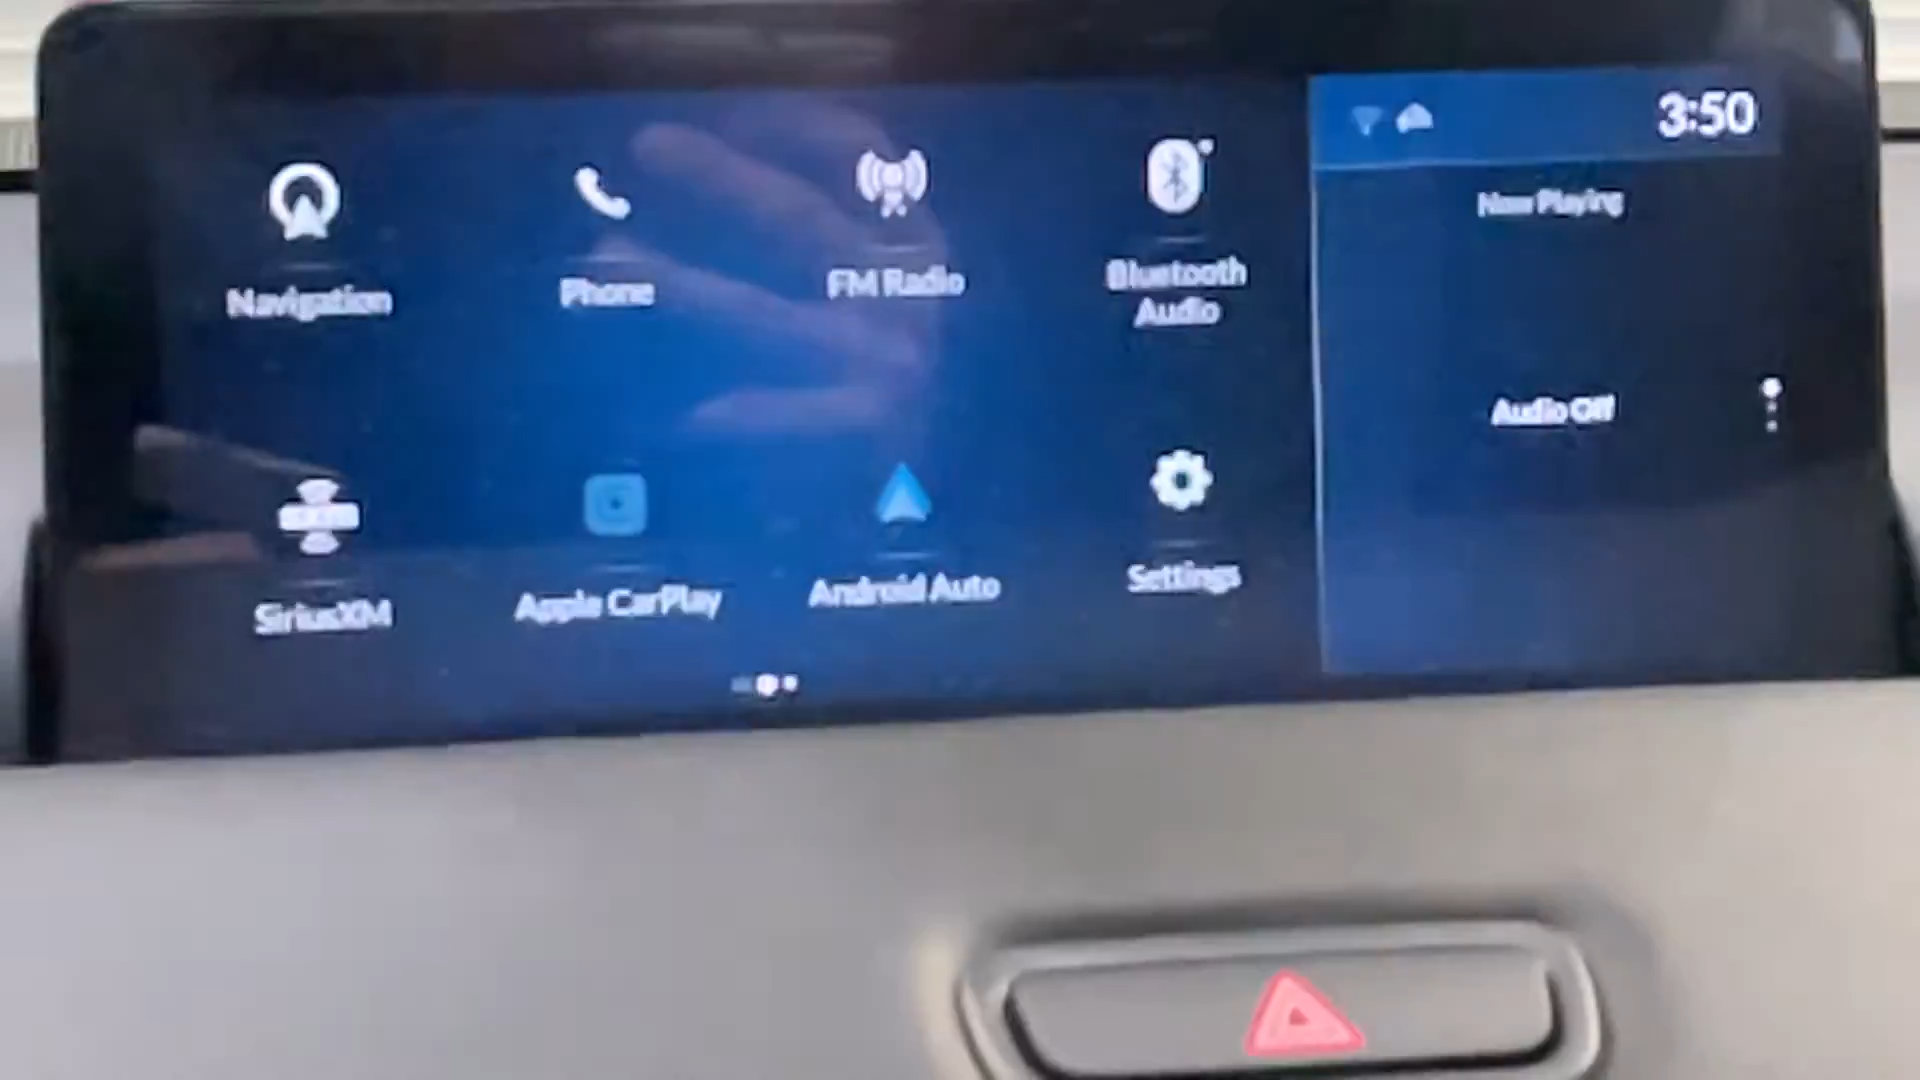 3:50
Navigation
Phone
FM Radio
Bluetooth
Audio
Now Playing
Audio Off
SiriusXM
Apple CarPlay
Android Auto
Settings